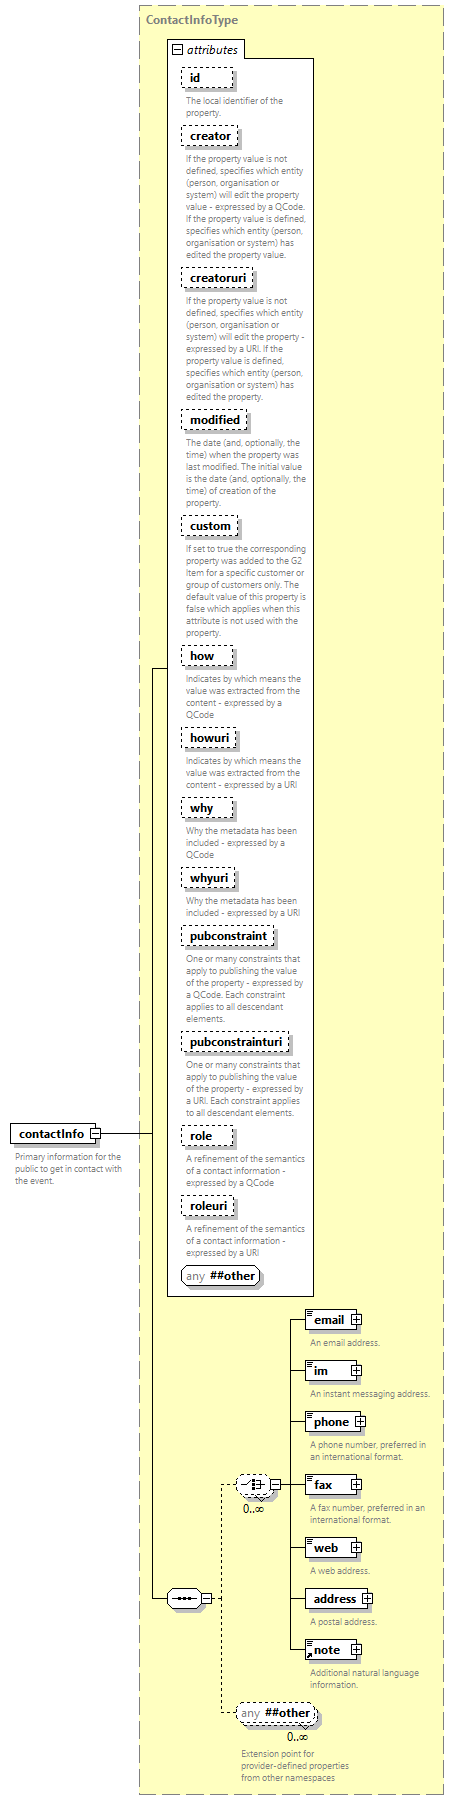 ContactInfoType
attributes
id
The local identifier of the
property.
creator
If the property value is not
defined, specifies which entity
(person, organisation or
system) will edit the property
value - expressed by a QCode.
If the property value is defined,
specifies which entity (person,
organisation or system) has
edited the property value.
creatoruri
If the property value is not
defined, specifies which entity
(person, organisation or
system) will edit the property -
expressed by a URI. If the
property value is defined,
specifies which entity (person,
organisation or system) has
edited the property.
modified
The date (and, optionally, the
time) when the property was
last modified. The initial value
is the date (and, optionally, the
time) of creation of the
property.
custom
If set to true the corresponding
property was added to the G2
Item for a specific customer or
group of customers only. The
default value of this property is
false which applies when this
attribute is not used with the
property.
how
Indicates by which means the
value was extracted from the
content - expressed by a
QCode
howuri
Indicates by which means the
value was extracted from the
content - expressed by a URI
why
Why the metadata has been
included - expressed by a
QCode
whyuri
Why the metadata has been
included - expressed by a URI
pubconstraint
One or many constraints that
apply to publishing the value
of the property - expressed by
a QCode. Each constraint
applies to all descendant
elements.
pubconstrainturi
One or many constraints that
apply to publishing the value
of the property - expressed by
a URI. Each constraint applies
to all descendant elements.
role
A refinement of the semantics
of a contact information -
expressed by a QCode
roleuri
A refinement of the semantics
of a contact information -
expressed by a URI
any ##other
contactInfo
Primary information for the
public to get in contact with
the event.
email
An email address.
im
An instant messaging address.
phone
A phone number, preferred in
an international format.
fax
A fax number, preferred in an
international format.
0..∞
web
A web address.
address
A postal address.
note
Additional natural language
information.
any ##other
0..∞
Extension point for
provider-defined properties
from other namespaces